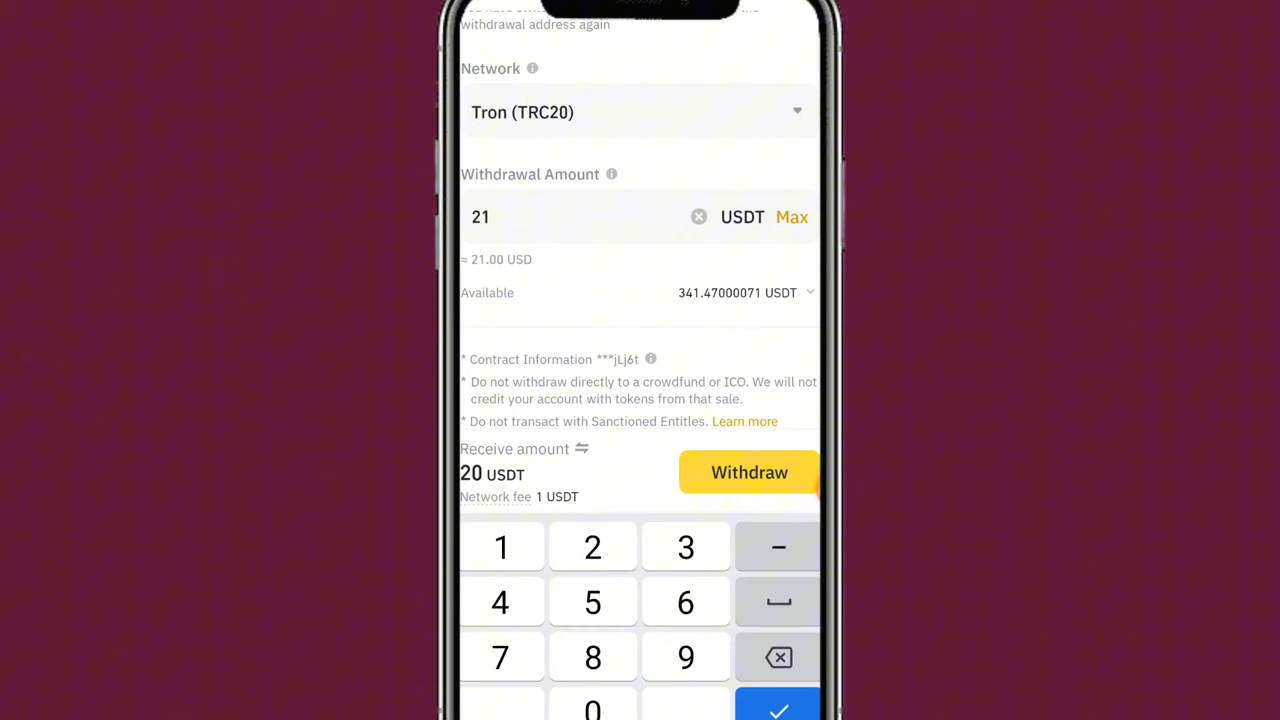 withdrawal address again
Network
Tron (TRC20)
Withdrawal Amount
21 USDT Max
≈ 21.00 USD
Available 341.47000071 USDT
* Contract Information ***jLj6t
* Do not withdraw directly to a crowdfund or ICO. We will not
credit your account with tokens from that sale.
* Do not transact with Sanctioned Entitles. Learn more
Receive amount
20 USDT
Withdraw
Network fee 1 USDT
1 2 3 -
4 5 6
7 8 9
0